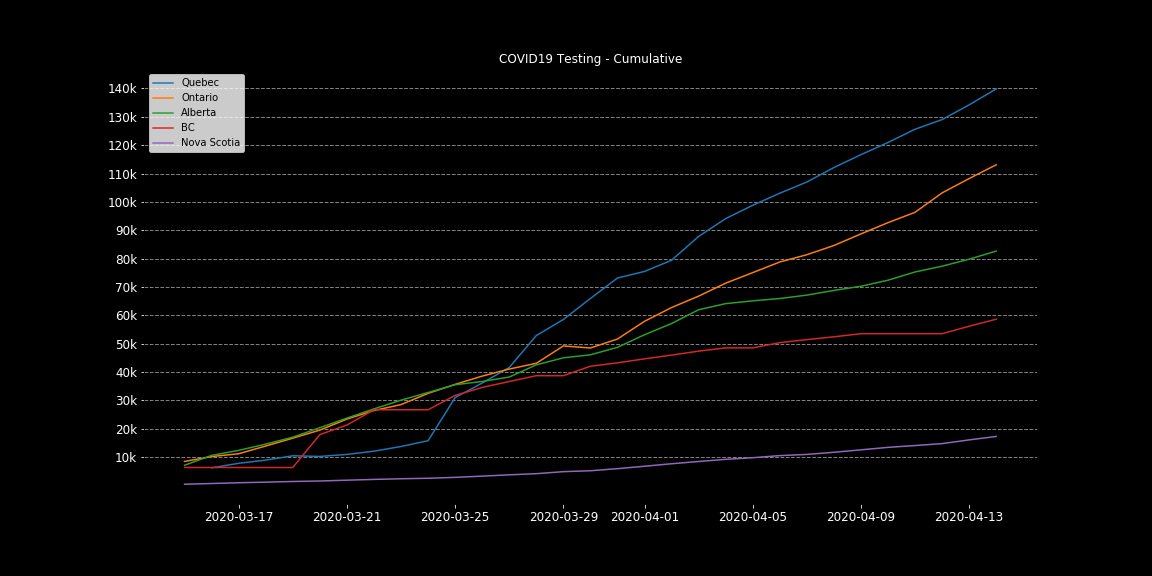 COVID19 Testing - Cumulative
Quebec
Ontario
Alberta
BC
Nova Scotia
140k
130k
120k
110k
100k
90k
80k
70k
60k
50k
40k
30k
20k
10k
2020-03-17 2020-03-21 2020-03-25 2020-03-29 2020-04-01 2020-04-05 2020-04-09 2020-04-13